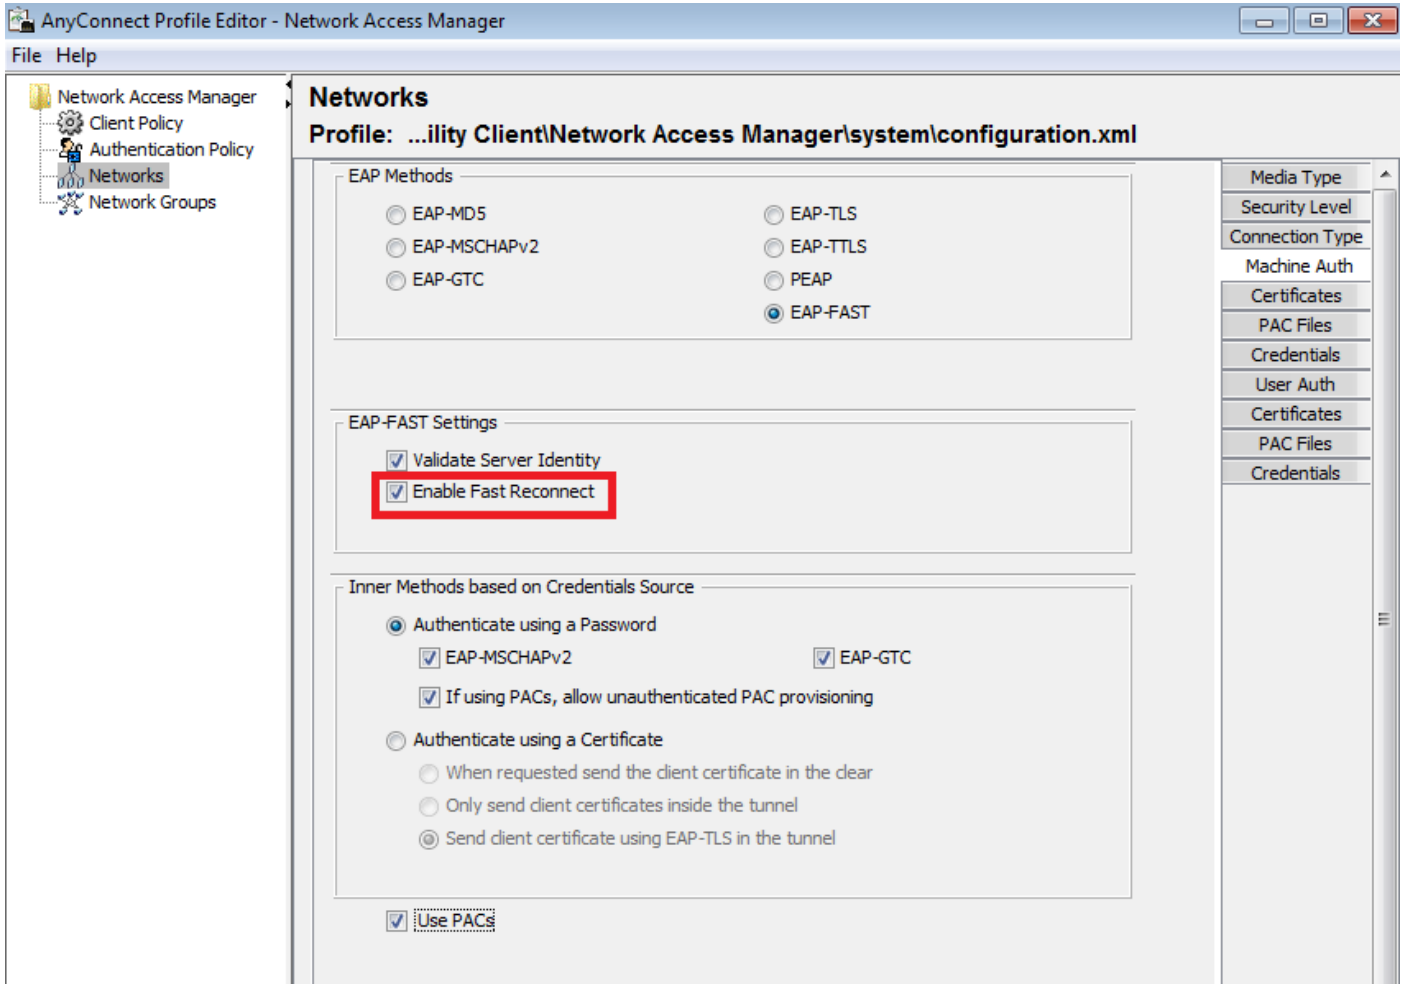 AnyConnect Profile Editor - Network Access Manager
File Help
Network Access Manager
Client Policy
Authentication Policy
Networks
Network Groups
Networks
Profile: ...ility Client\Network Access Manager\system\configuration.xml
EAP Methods
EAP-MD5 EAP-TLS
EAP-MSCHAPv2 EAP-TTLS
EAP-GTC PEAP
EAP-FAST
EAP-FAST Settings
Validate Server Identity
Enable Fast Reconnect
Inner Methods based on Credentials Source
Authenticate using a Password
EAP-MSCHAPv2 EAP-GTC
If using PACs, allow unauthenticated PAC provisioning
Authenticate using a Certificate
When requested send the client certificate in the clear
Only send client certificates inside the tunnel
Send client certificate using EAP-TLS in the tunnel
Use PACs
Media Type
Security Level
Connection Type
Machine Auth
Certificates
PAC Files
Credentials
User Auth
Certificates
PAC Files
Credentials